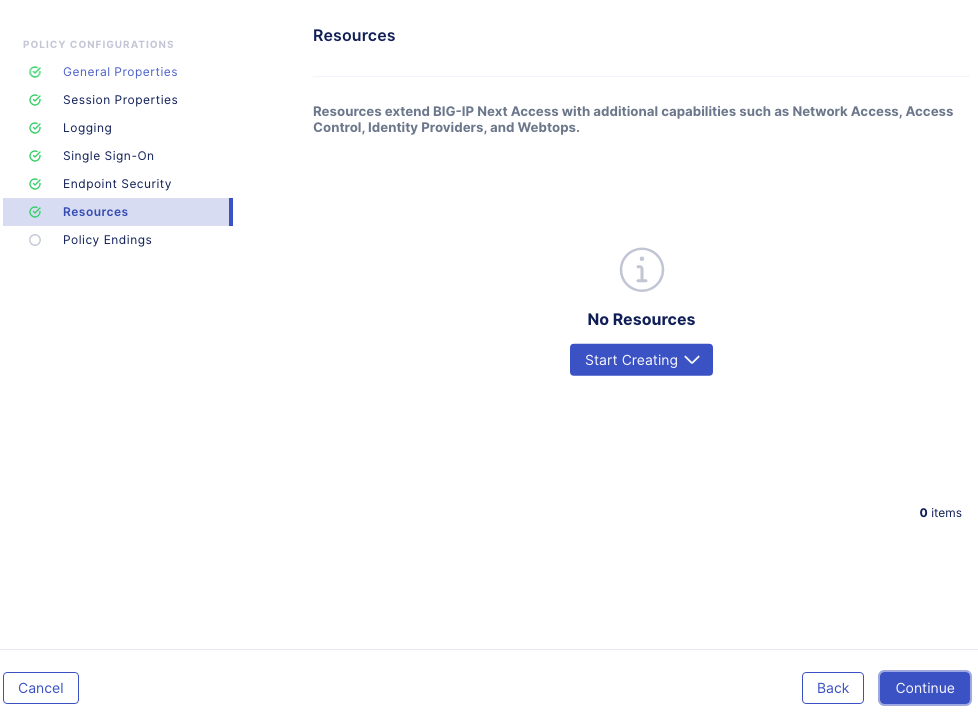 POLICY CONFIGURATIONS
General Properties
Session Properties
Logging
Single Sign-On
Endpoint Security
Resources
Policy Endings
Resources
Resources extend BIG-IP Next Access with additional capabilities such as Network Access, Access
Control, Identity Providers, and Webtops.
No Resources
Start Creating
0 items
Cancel
Back
Continue